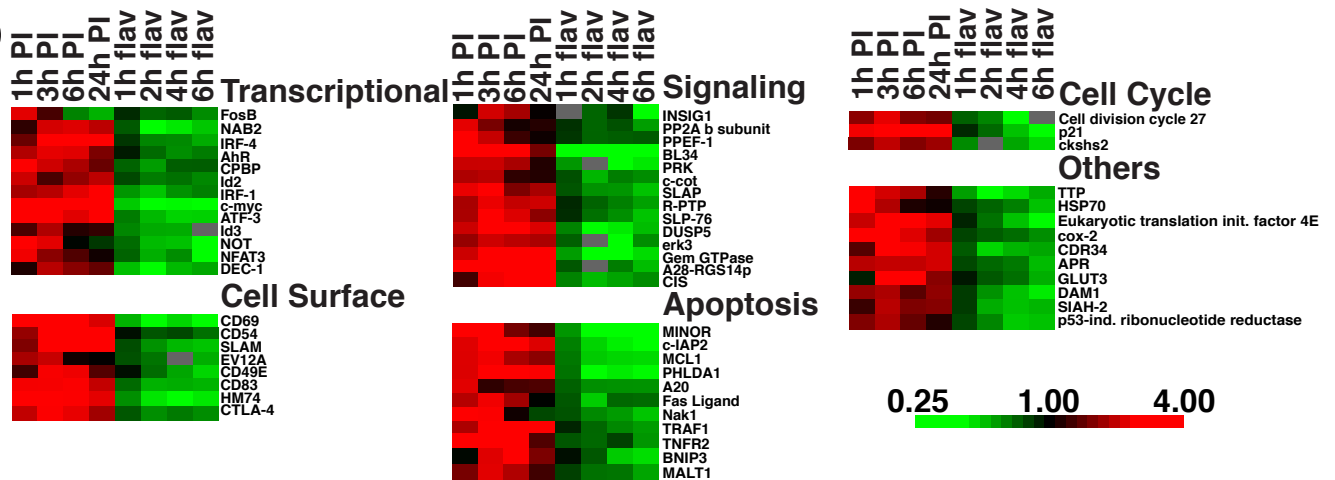 1h PI
3h PI
6h PI
24h PI
1h flav
2h flav
4h flav
6h flav
Transcriptional
FosB
NAB2
IRF-4
AhR
CPBP
Id2
IRF-1
c-myc
ATF-3
Id3
NOT
NFAT3
DEC-1
Cell Surface
CD69
CD54
SLAM
EV12A
CD49E
CD83
HM74
CTLA-4
1h PI
3h PI
6h PI
24h PI
1h flav
2h flav
4h flav
6h flav
Signaling
INSIG1
PP2A b subunit
PPEF-1
BL34
PRK
c-cot
SLAP
R-PTP
SLP-76
DUSP5
erk3
Gem GTPase
A28-RGS14p
CIS
Apoptosis
MINOR
c-IAP2
MCL1
PHLDA1
A20
Fas Ligand
Nak1
TRAF1
TNFR2
BNIP3
MALT1
1h PI
3h PI
6h PI
24h PI
1h flav
2h flav
4h flav
6h flav
Cell Cycle
Cell division cycle 27
p21
ckshs2
Others
TTP
HSP70
Eukaryotic translation init. factor 4E
cox-2
CDR34
APR
GLUT3
DAM1
SIAH-2
p53-ind. ribonucleotide reductase
0.25 1.00 4.00